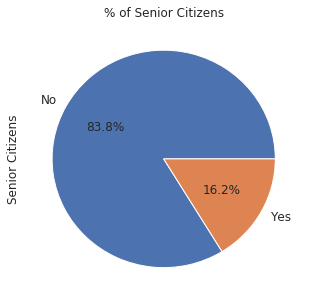 % of Senior Citizens
No
83.8%
Senior Citizens
16.2%
Yes